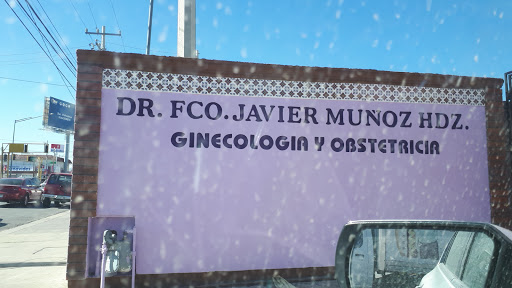 DR. FCO. JAVIER MUÑOZ HDZ.
GINECOLOGIA Y OBSTETRICIA